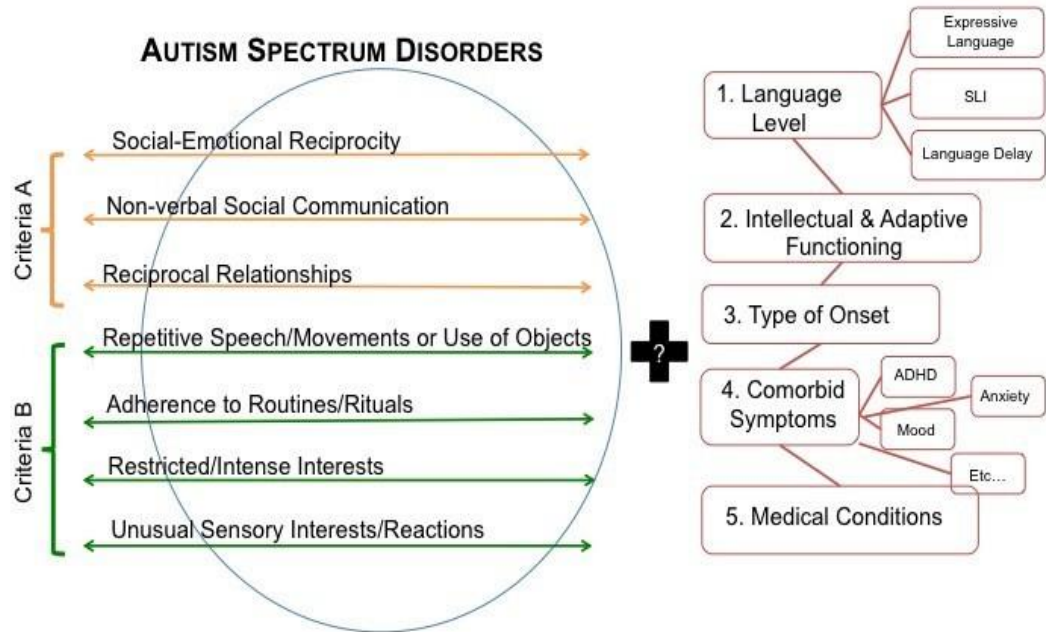 AUTISM SPECTRUM DISORDERS
Criteria A
Social-Emotional Reciprocity
Non-verbal Social Communication
Reciprocal Relationships
Criteria B
Repetitive Speech/Movements or Use of Objects
Adherence to Routines/Rituals
Restricted/Intense Interests
Unusual Sensory Interests/Reactions
?
1. Language
Level
Expressive
Language
SLI
Language Delay
2. Intellectual & Adaptive
Functioning
3. Type of Onset
4. Comorbid
Symptoms
ADHD
Anxiety
Mood
Etc...
5. Medical Conditions